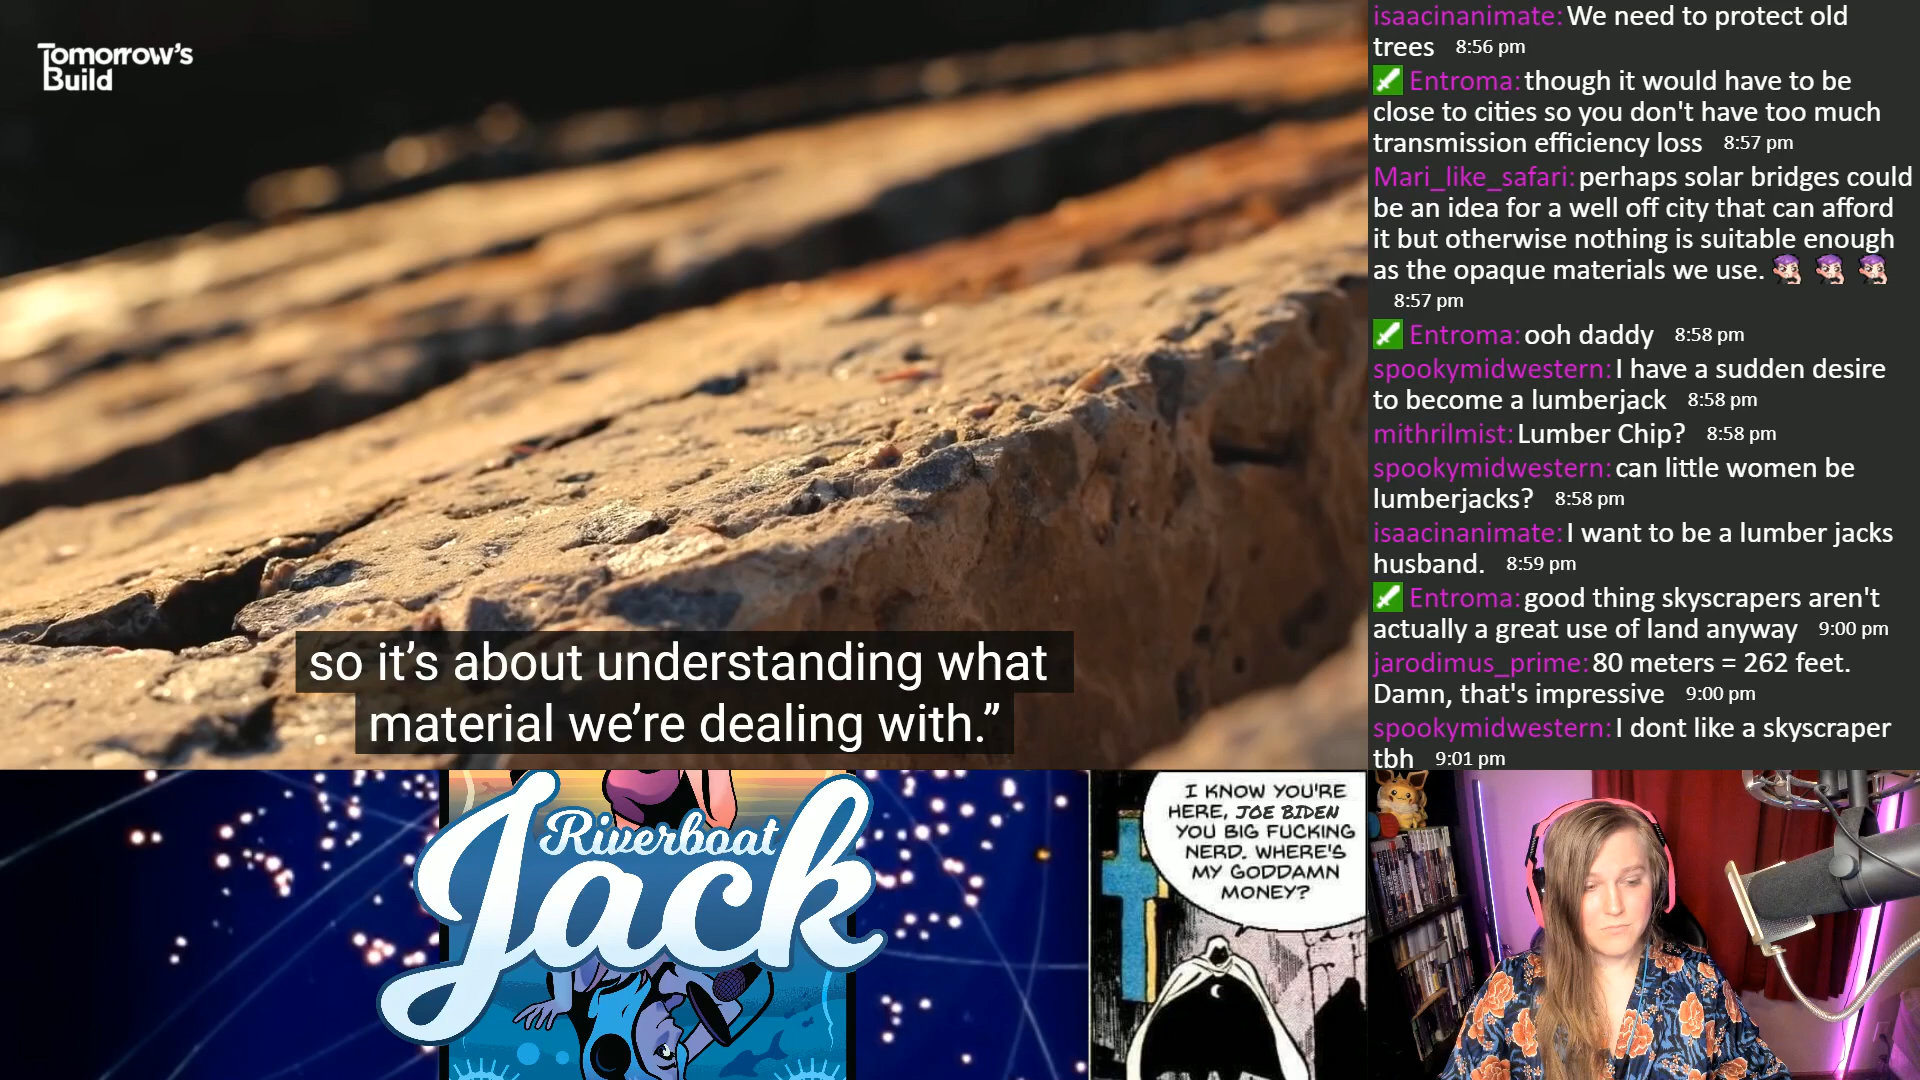 Tomorrow's
Build
so it's about understanding what
material we're dealing with.”
isaacinanimate: We need to protect old
trees 8:56 pm
Entroma: though it would have to be
close to cities so you don't have too much
transmission efficiency loss 8:57 pm
Mari_like_safari: perhaps solar bridges could
be an idea for a well off city that can afford
it but otherwise nothing is suitable enough
as the opaque materials we use.
8:57 pm
Entroma: ooh daddy 8:58 pm
spookymidwestern: I have a sudden desire
to become a lumberjack 8:58 pm
mithrilmist: Lumber Chip? 8:58 pm
spookymidwestern: can little women be
lumberjacks? 8:58 pm
isaacinanimate: I want to be a lumber jacks
husband. 8:59 pm
Entroma: good thing skyscrapers aren't
actually a great use of land anyway 9:00 pm
jarodimus_prime: 80 meters = 262 feet.
Damn, that's impressive 9:00 pm
spookymidwestern: I dont like a skyscraper
tbh 9:01 pm
Riverboat
Jack
I KNOW YOU'RE
HERE, JOE BIDEN
YOU BIG FUCKING
NERD. WHERE'S
MY GODDAMN
MONEY?